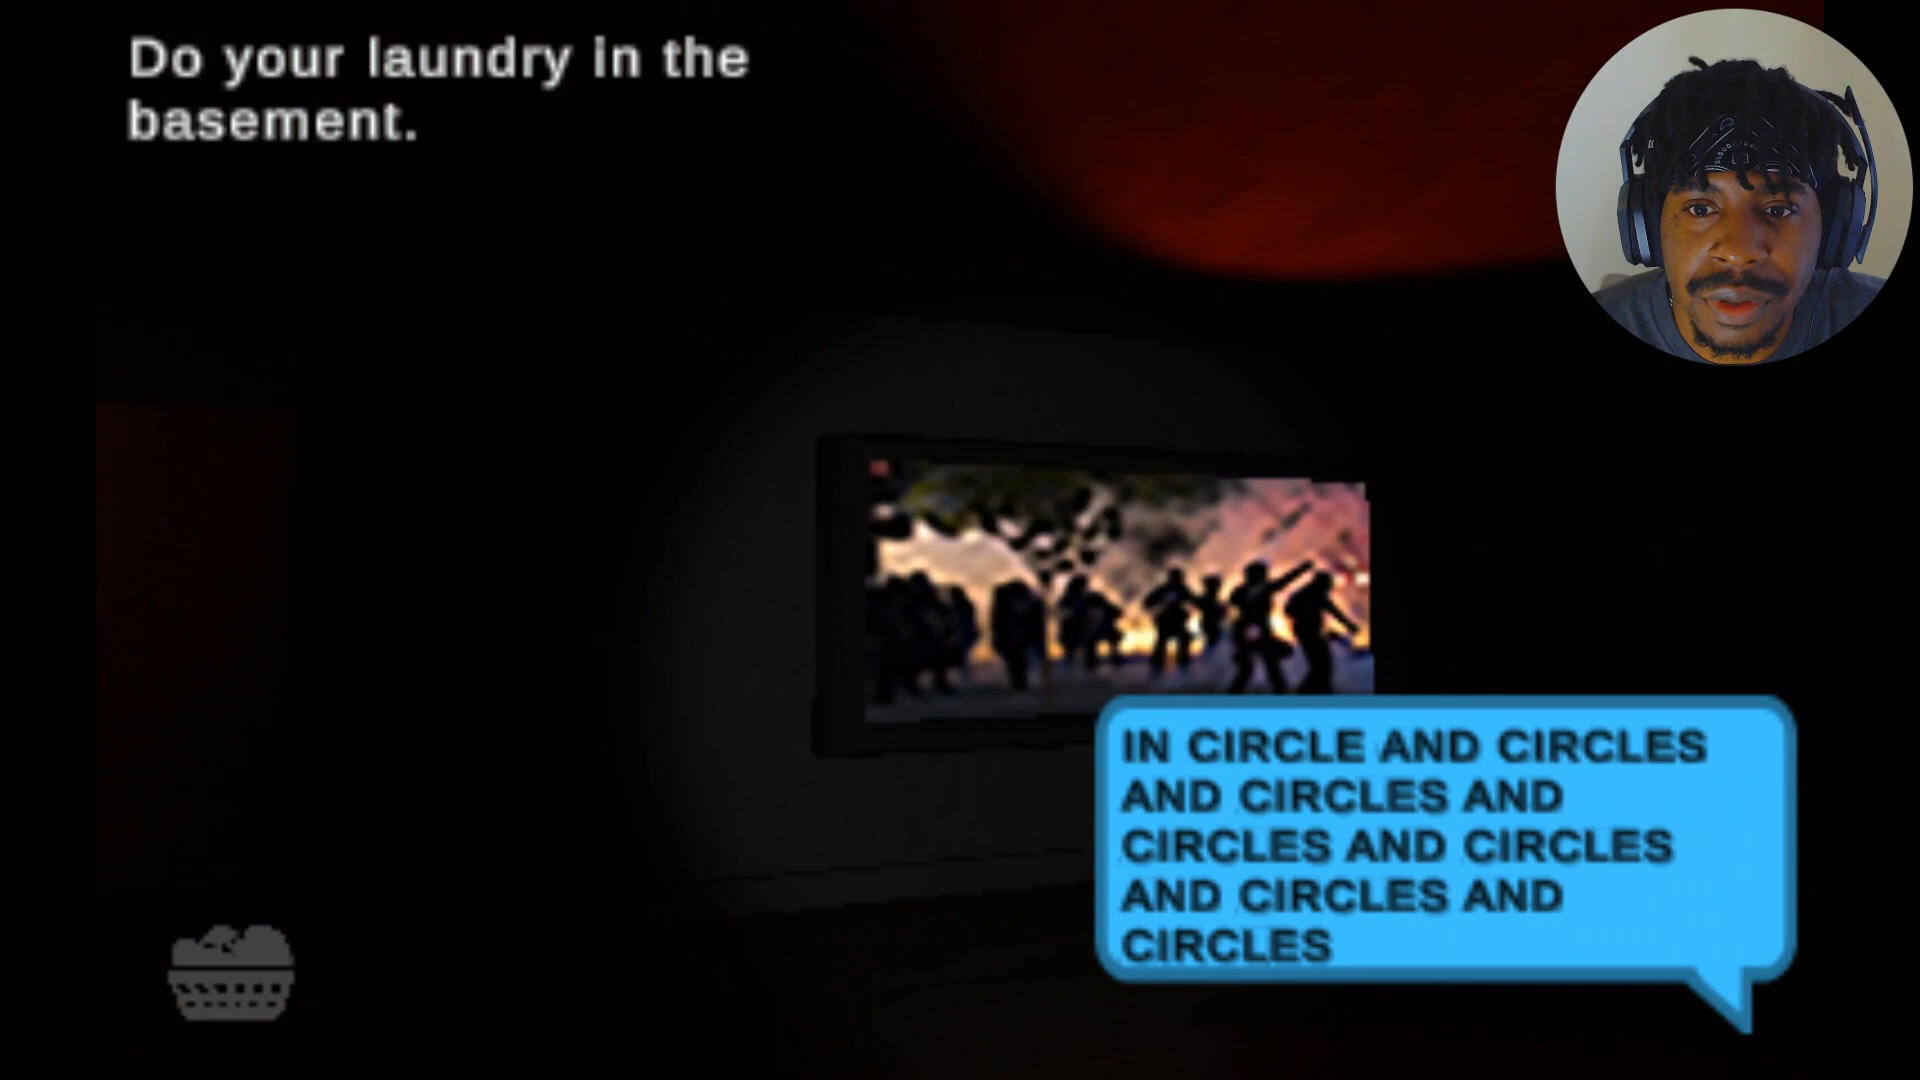 Do your laundry in the
basement.
IN CIRCLE AND CIRCLES
AND CIRCLES AND
CIRCLES AND CIRCLES
AND CIRCLES AND
CIRCLES